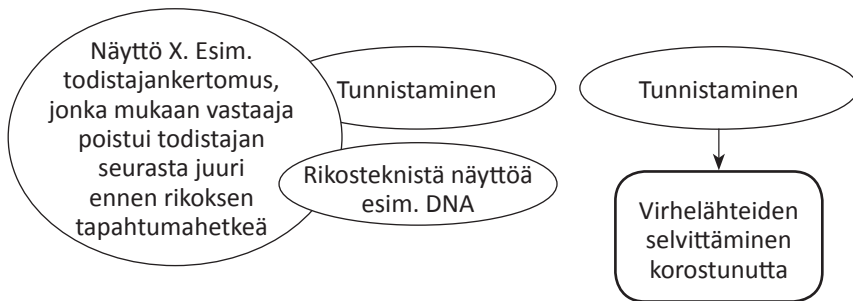 Näyttö X. Esim.
todistajankertomus,
jonka mukaan vastaaja
poistui todistajan
seurasta juuri
ennen rikoksen
tapahtumahetkeä
Tunnistaminen
Rikosteknistä näyttöä
esim. DNA
Tunnistaminen
Virhelähteiden
selvittäminen
korostunutta